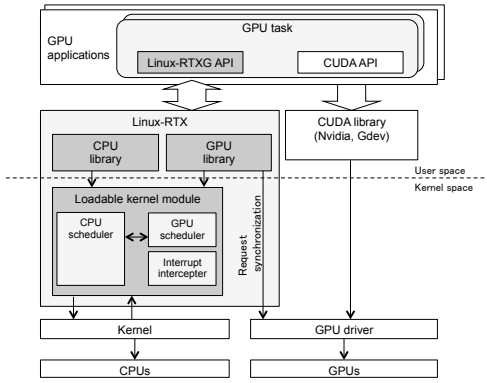 GPU
applications
GPU task
Linux-RTXG API
CUDA API
Linux-RTX
CPU
library
GPU
library
CUDA library
(Nvidia, Gdev)
User space
Kernel space
Loadable kernel module
CPU
scheduler
GPU
scheduler
Interrupt
intercepter
Request
synchronization
Kernel
GPU driver
CPUs
GPUs